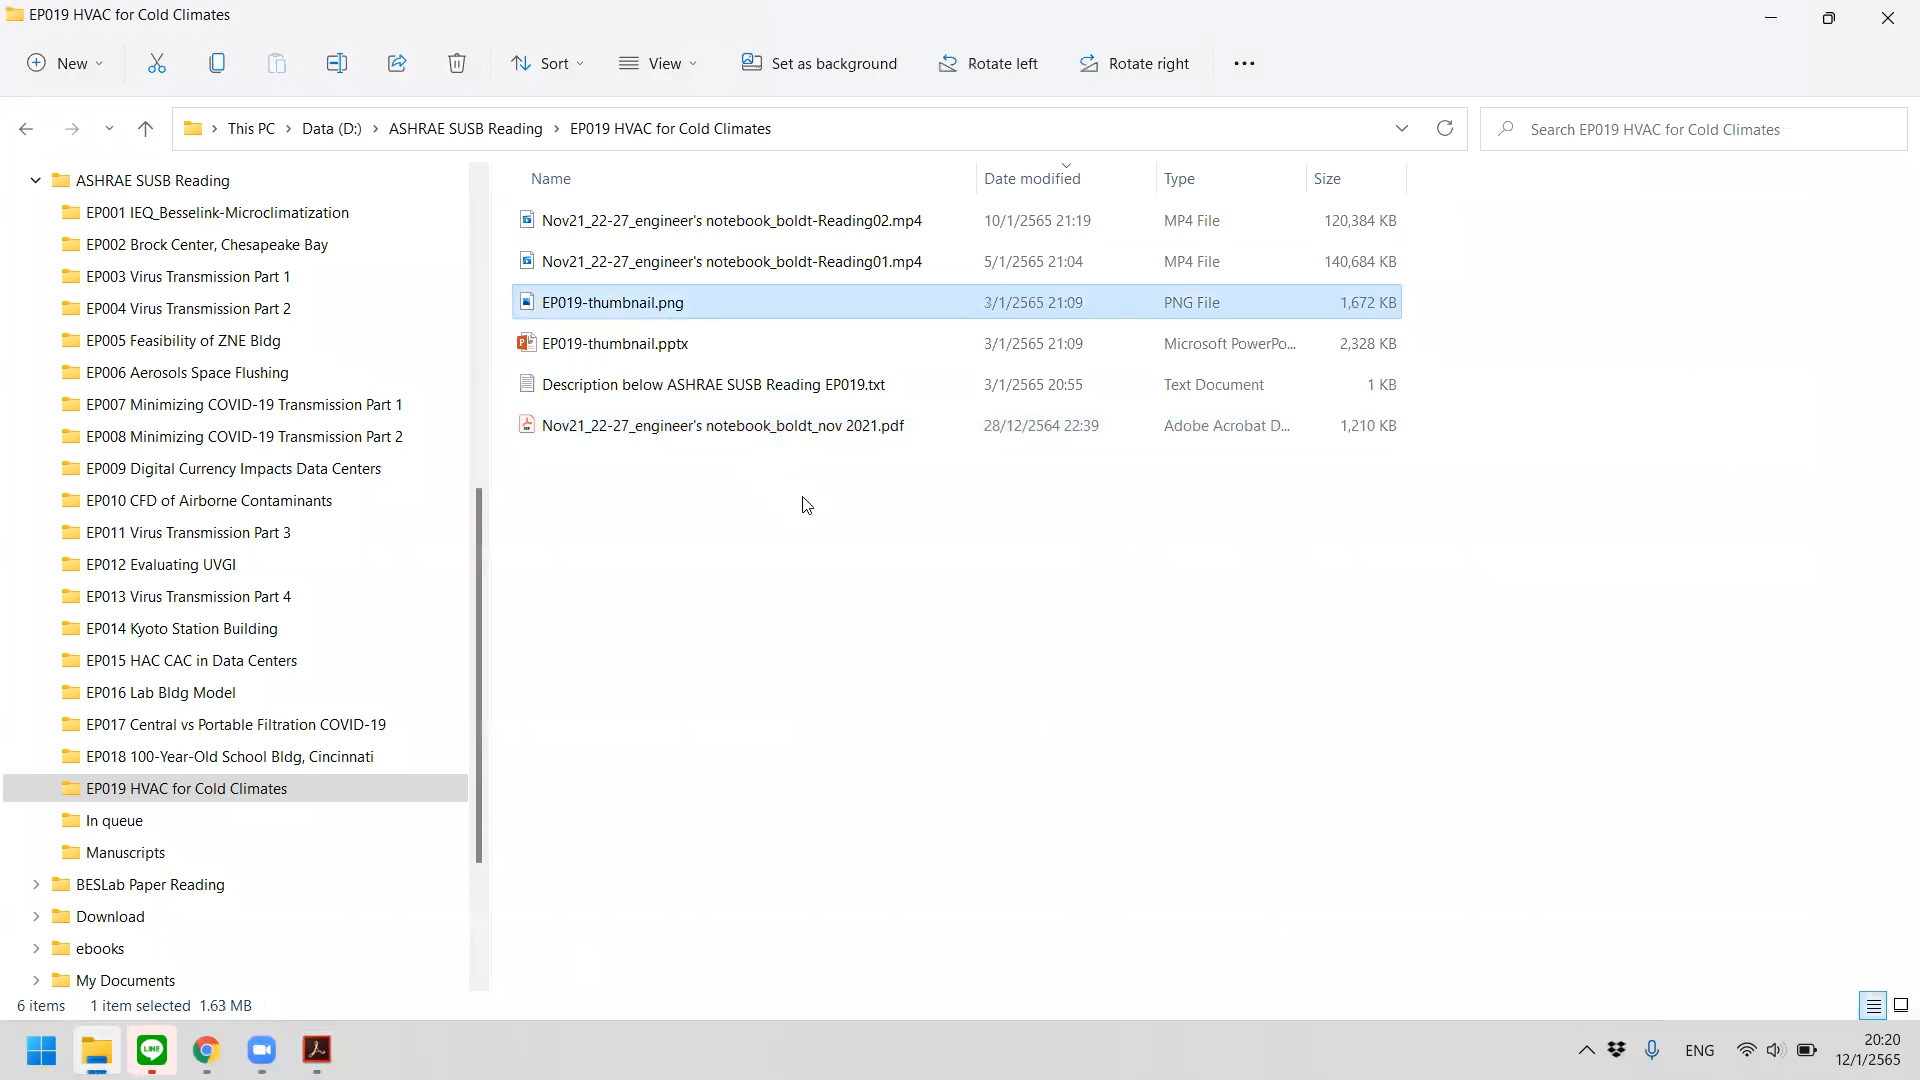 EP019 HVAC for Cold Climates
New
Sort
View
Set as background
Rotate left
Rotate right
This PC
Data (D:)
ASHRAE SUSB Reading
EP019 HVAC for Cold Climates
Search EP019 HVAC for Cold Climates
ASHRAE SUSB Reading
EP001 IEQ_Besselink-Microclimatization
EP002 Brock Center, Chesapeake Bay
EP003 Virus Transmission Part 1
EP004 Virus Transmission Part 2
EP005 Feasibility of ZNE Bldg
EP006 Aerosols Space Flushing
EP007 Minimizing COVID-19 Transmission Part 1
EP008 Minimizing COVID-19 Transmission Part 2
EP009 Digital Currency Impacts Data Centers
EP010 CFD of Airborne Contaminants
EP011 Virus Transmission Part 3
EP012 Evaluating UVGI
EP013 Virus Transmission Part 4
EP014 Kyoto Station Building
EP015 HAC CAC in Data Centers
EP016 Lab Bldg Model
EP017 Central vs Portable Filtration COVID-19
EP018 100-Year-Old School Bldg, Cincinnati
EP019 HVAC for Cold Climates
In queue
Manuscripts
BESLab Paper Reading
Download
ebooks
My Documents
Name Date modified Type Size
Nov21_22-27_engineer's notebook_boldt-Reading02.mp4 10/1/2565 21:19 MP4 File 120,384 KB
Nov21_22-27_engineer's notebook_boldt-Reading01.mp4 5/1/2565 21:04 MP4 File 140,684 KB
EP019-thumbnail.png 3/1/2565 21:09 PNG File 1,672 KB
EP019-thumbnail.pptx 3/1/2565 21:09 Microsoft PowerPo... 2,328 KB
Description below ASHRAE SUSB Reading EP019.txt 3/1/2565 20:55 Text Document 1 KB
Nov21_22-27_engineer's notebook_boldt_nov 2021.pdf 28/12/2564 22:39 Adobe Acrobat D... 1,210 KB
6 items 1 item selected 1.63 MB
LINE
ENG
20:20
12/1/2565